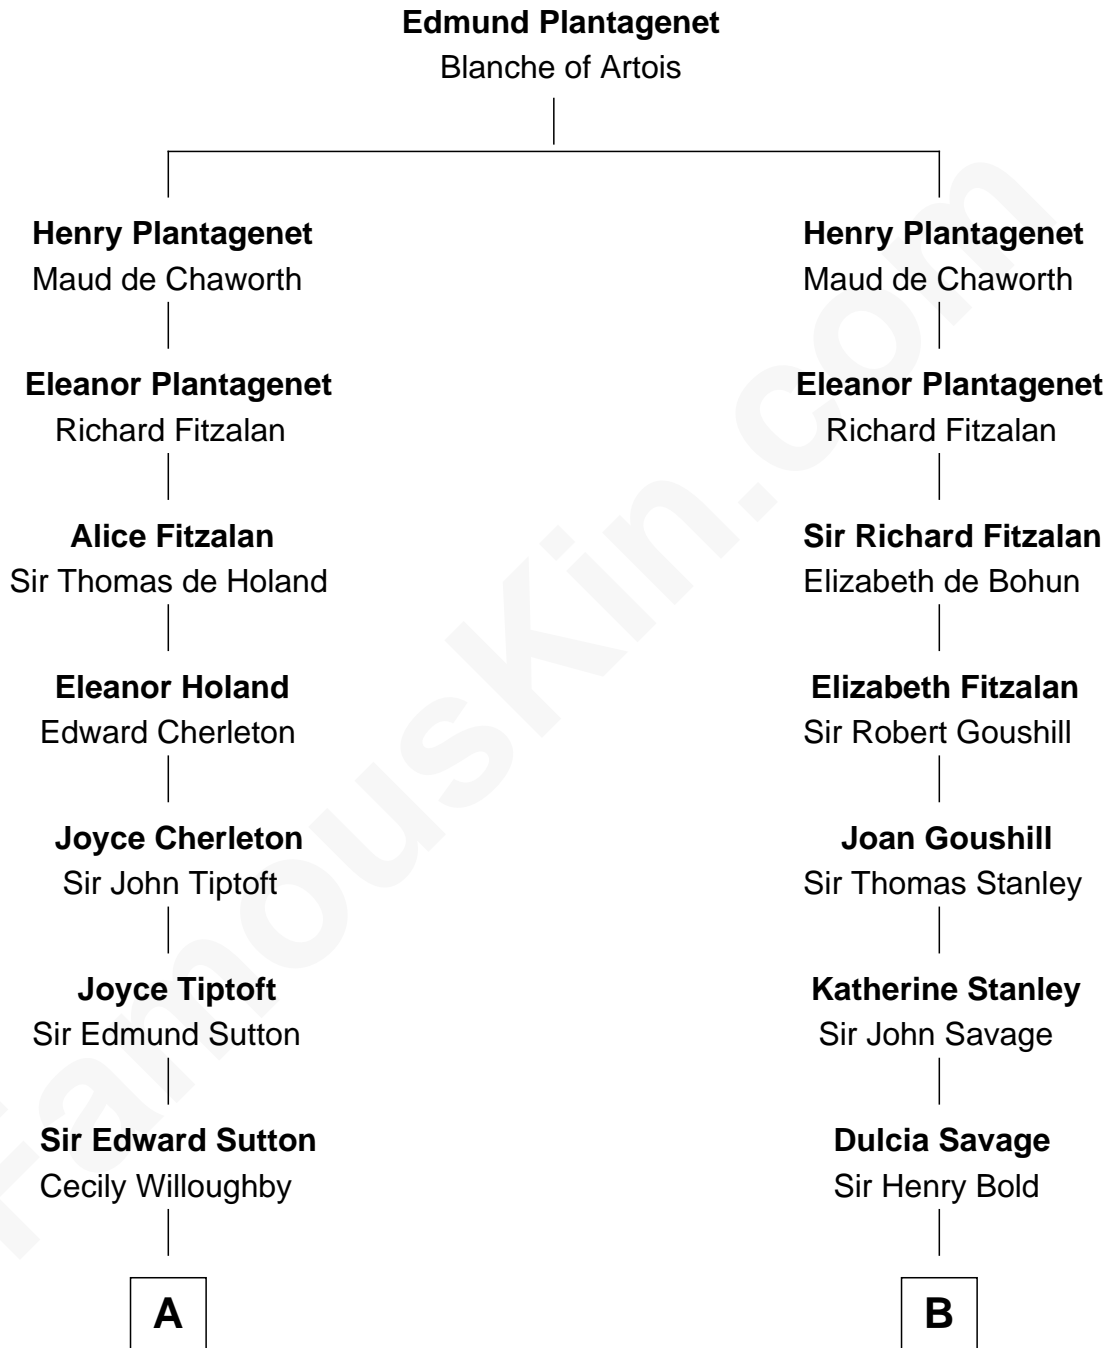 Edmund Plantagenet
Blanche of Artois
Henry Plantagenet
Maud de Chaworth
Eleanor Plantagenet
Richard Fitzalan
Alice Fitzalan
Sir Thomas de Holand
Eleanor Holand
Edward Cherleton
Joyce Cherleton
Sir John Tiptoft
Joyce Tiptoft
Sir Edmund Sutton
Sir Edward Sutton
Cecily Willoughby
A
Henry Plantagenet
Maud de Chaworth
Eleanor Plantagenet
Richard Fitzalan
Sir Richard Fitzalan
Elizabeth de Bohun
Elizabeth Fitzalan
Sir Robert Goushill
Joan Goushill
Sir Thomas Stanley
Katherine Stanley
Sir John Savage
Dulcia Savage
Sir Henry Bold
B
FamousKin.com